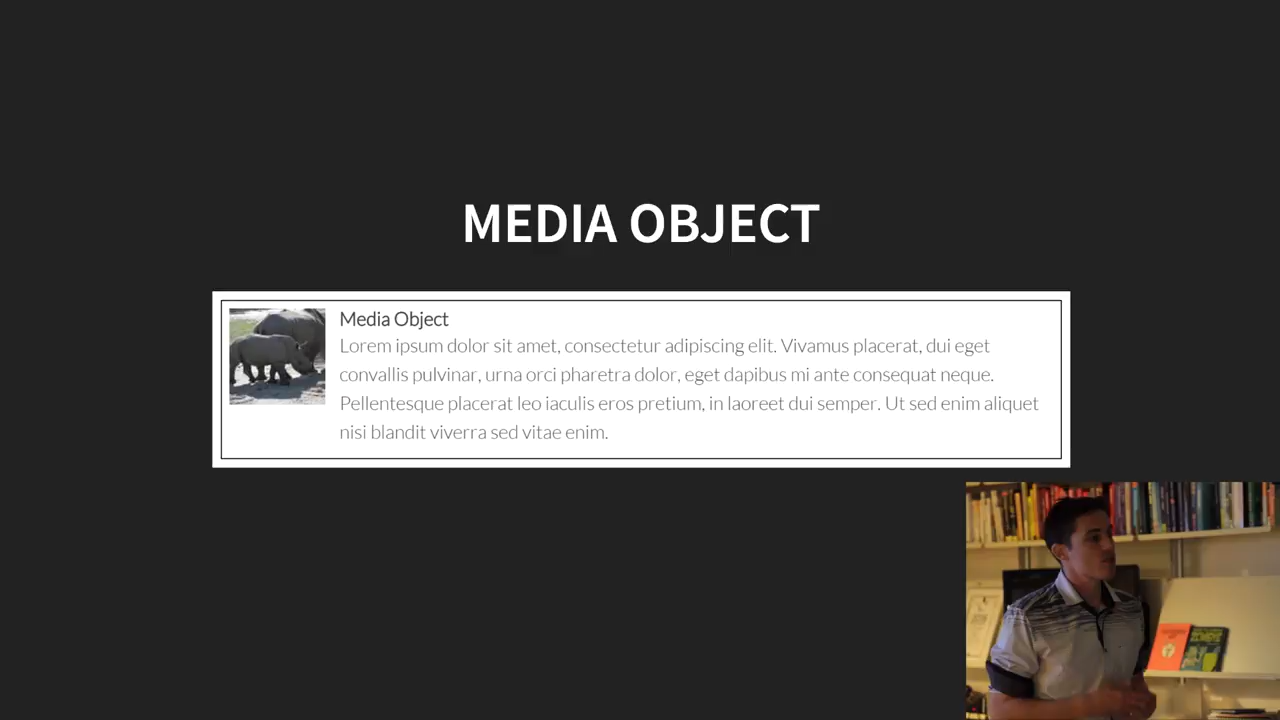 MEDIA OBJECT
Media Object
Lorem ipsum dolor sit amet, consectetur adipiscing elit. Vivamus placerat, dui eget
convallis pulvinar, urna orci pharetra dolor, eget dapibus mi ante consequat neque.
Pellentesque placerat leo iaculis eros pretium, in laoreet dui semper. Ut sed enim aliquet
nisi blandit viverra sed vitae enim.